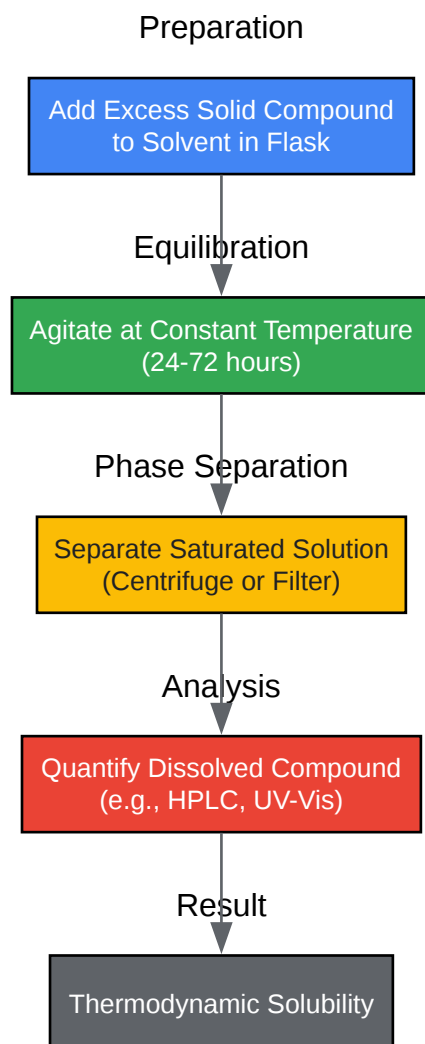 Preparation
Add Excess Solid Compound
to Solvent in Flask
Equilibration
Agitate at Constant Temperature
(24-72 hours)
Phase Separation
Separate Saturated Solution
(Centrifuge or Filter)
Analysis
Quantify Dissolved Compound
(e.g., HPLC, UV-Vis)
Result
Thermodynamic Solubility